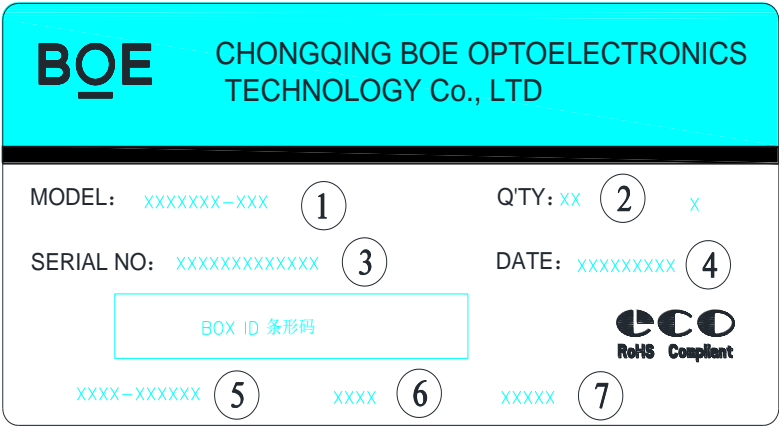 BOE
CHONGQING BOE OPTOELECTRONICS
TECHNOLOGY Co., LTD
MODEL: XXXXXXX-XXX 1 Q'TY: XX 2 X
SERIAL NO: XXXXXXXXXXXXX 3 DATE: XXXXXXXXX 4
BOX ID 条形码
eco
RoHS Compliant
XXXX-XXXXXX 5 XXXX 6 XXXXX 7